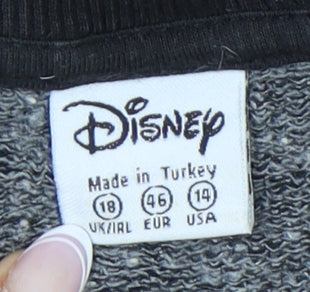 Disney
Made in Turkey
18 46 14
UK/IRL EUR USA